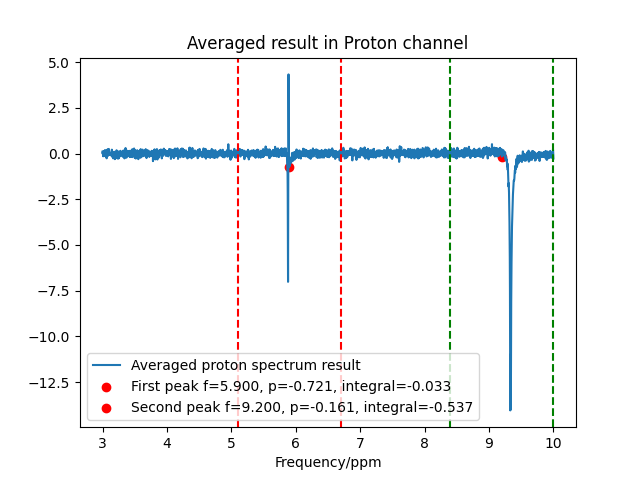 Averaged result in Proton channel
5.0
2.5
0.0
−2.5
−5.0
−7.5
−10.0
−12.5
Averaged proton spectrum result
First peak f=5.900, p=-0.721, integral=-0.033
Second peak f=9.200, p=-0.161, integral=-0.537
3 4 5 6 7 8 9 10
Frequency/ppm